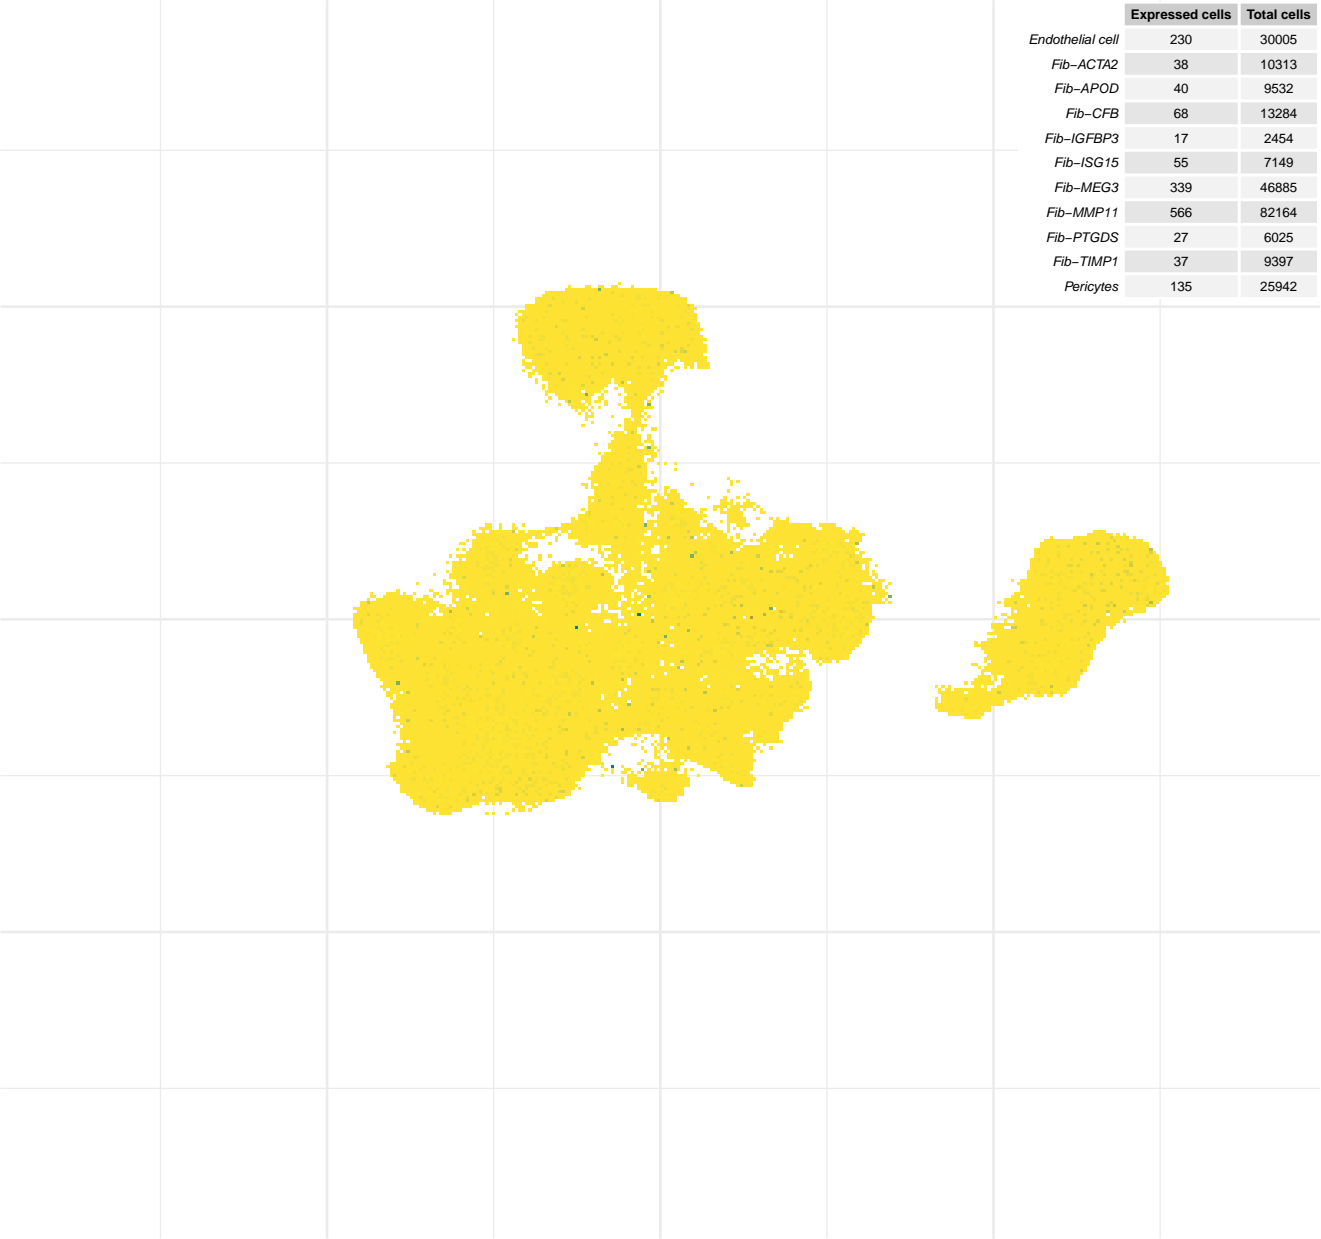 Expressed cells Total cells
Endothelial cell 230 30005
Fib−ACTA2 38 10313
Fib−APOD 40 9532
Fib−CFB 68 13284
Fib−IGFBP3 17 2454
Fib−ISG15 55 7149
Fib−MEG3 339 46885
Fib−MMP11 566 82164
Fib−PTGDS 27 6025
Fib−TIMP1 37 9397
Pericytes 135 25942